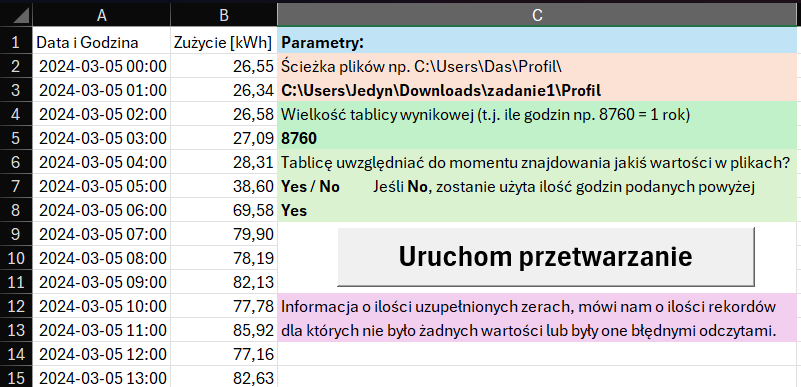 A B C
1 Data i Godzina Zużycie [kWh] Parametry:
2 2024-03-05 00:00 26,55 Ścieżka plików np. C:\Users\Das\Profil\
3 2024-03-05 01:00 26,34 C:\Users\Jedyn\Downloads\zadanie1\Profil
4 2024-03-05 02:00 26,58 Wielkość tablicy wynikowej (t.j. ile godzin np. 8760 = 1 rok)
5 2024-03-05 03:00 27,09 8760
6 2024-03-05 04:00 28,31 Tablicę uwzględniać do momentu znajdowania jakiś wartości w plikach?
7 2024-03-05 05:00 38,60 Yes / No Jeśli No, zostanie użyta ilość godzin podanych powyżej
8 2024-03-05 06:00 69,58 Yes
9 2024-03-05 07:00 79,90
10 2024-03-05 08:00 78,19 Uruchom przetwarzanie
11 2024-03-05 09:00 82,13
12 2024-03-05 10:00 77,78 Informacja o ilości uzupełnionych zerach, mówi nam o ilości rekordów
13 2024-03-05 11:00 85,92 dla których nie było żadnych wartości lub były one błędnymi odczytami.
14 2024-03-05 12:00 77,16
15 2024-03-05 13:00 82,63